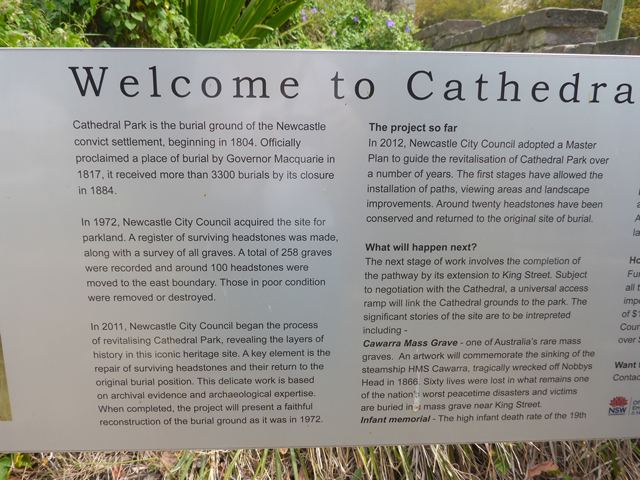 Welcome to Cathedra
Cathedral Park is the burial ground of the Newcastle
convict settlement, beginning in 1804. Officially
proclaimed a place of burial by Governor Macquarie in
1817, it received more than 3300 burials by its closure
in 1884.
In 1972, Newcastle City Council acquired the site for
parkland. A register of surviving headstones was made,
along with a survey of all graves. A total of 258 graves
were recorded and around 100 headstones were
moved to the east boundary. Those in poor condition
were removed or destroyed.
In 2011, Newcastle City Council began the process
of revitalising Cathedral Park, revealing the layers of
history in this iconic heritage site. A key element is the
repair of surviving headstones and their return to the
original burial position. This delicate work is based
on archival evidence and archaeological expertise.
When completed, the project will present a faithful
reconstruction of the burial ground as it was in 1972.
The project so far
In 2012, Newcastle City Council adopted a Master
Plan to guide the revitalisation of Cathedral Park over
a number of years. The first stages have allowed the
installation of paths, viewing areas and landscape
improvements. Around twenty headstones have been
conserved and returned to the original site of burial.
What will happen next?
The next stage of work involves the completion of
the pathway by its extension to King Street. Subject
to negotiation with the Cathedral, a universal access
ramp will link the Cathedral grounds to the park. The
significant stories of the site are to be intrepreted
including -
Cawarra Mass Grave - one of Australia's rare mass
graves. An artwork will commemorate the sinking of the
steamship HMS Cawarra, tragically wrecked off Nobbys
Head in 1866. Sixty lives were lost in what remains one
of the nation's worst peacetime disasters and victims
are buried in a mass grave near King Street.
Infant memorial - The high infant death rate of the 19th
Ho
Fur
all t
impr
of $1
Cour
over
Want
Contac
NSW